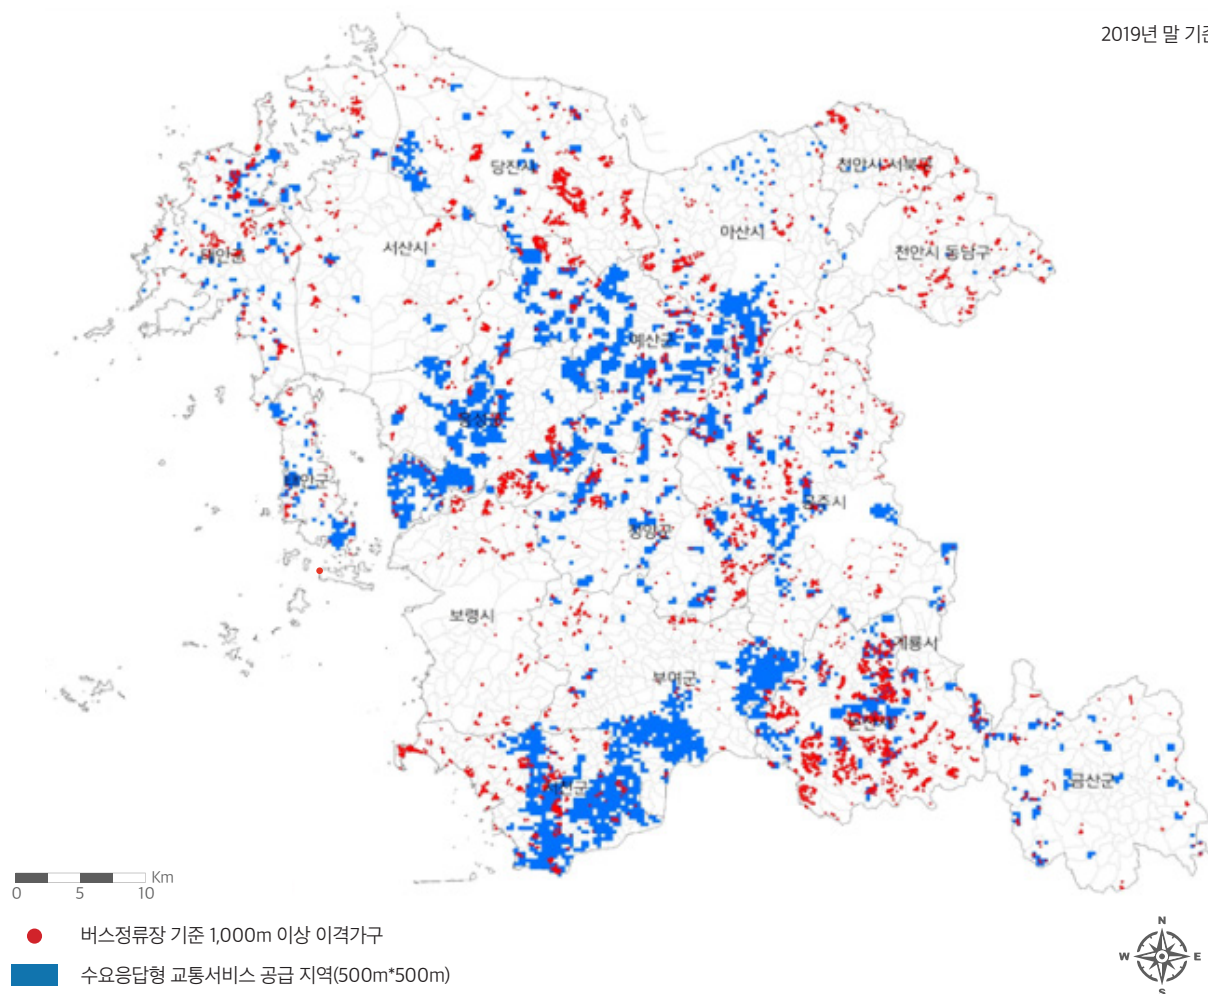 2019년 말 기준
당진시
천안시 서북구
아산시
서산시
천안시 동남구
태안군
예산군
홍성군
태안군
공주시
청양군
보령시
계룡시
부여군
논산시
서천군
금산군
Km
0 5 10
버스정류장 기준 1,000m 이상 이격가구
수요응답형 교통서비스 공급 지역(500m*500m)
N
W E
S